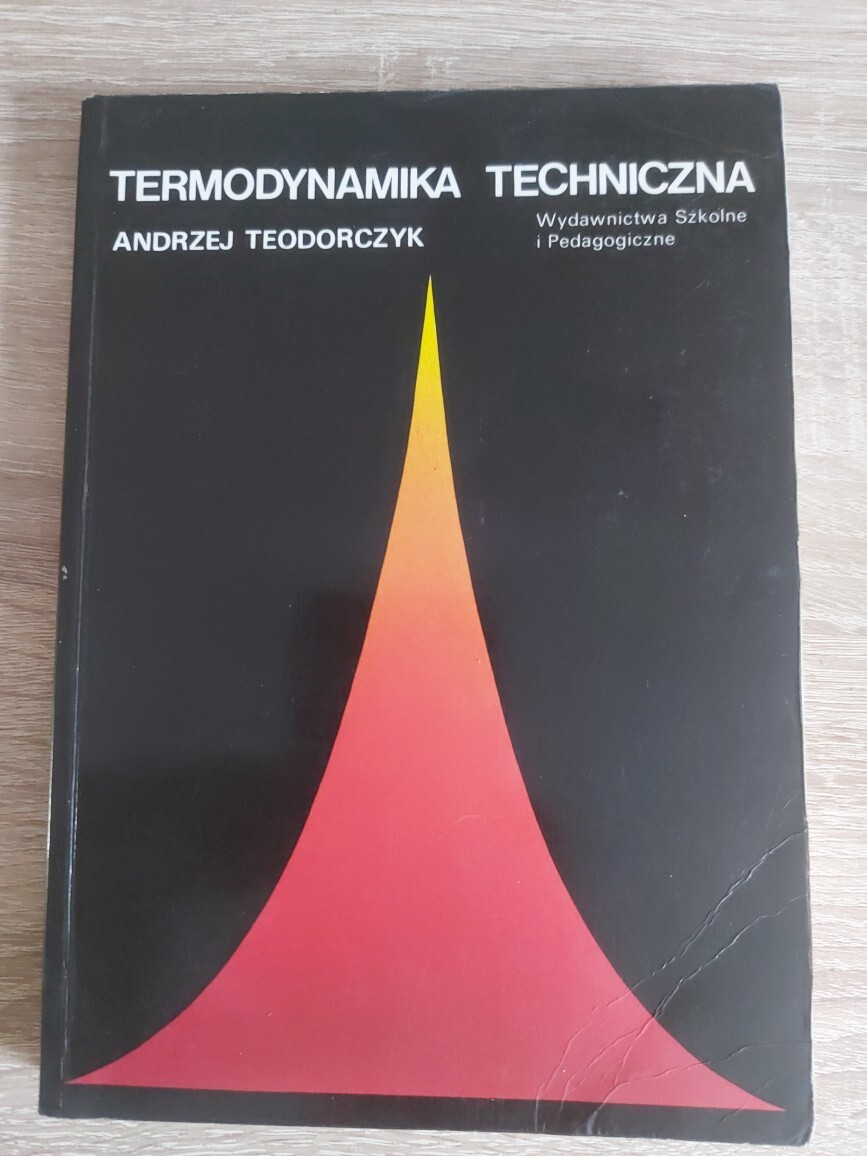 TERMODYNAMIKA TECHNICZNA
ANDRZEJ TEODORCZYK
Wydawnictwa Szkolne
i Pedagogiczne